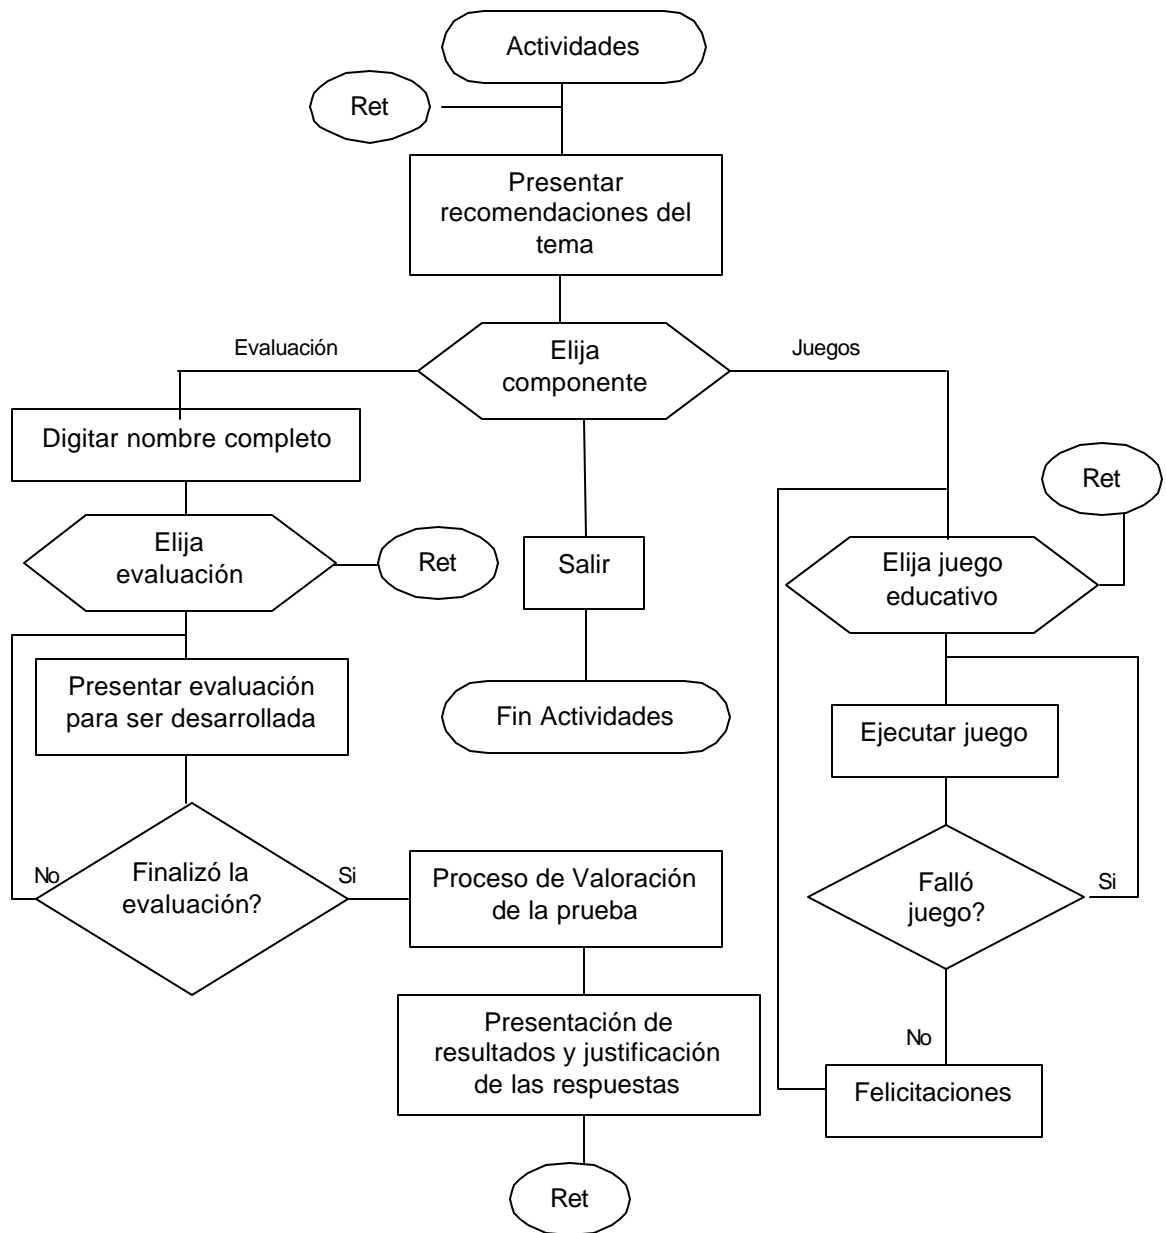 Actividades
Ret
Presentar
recomendaciones del
tema
Evaluación
Elija
componente
Juegos
Digitar nombre completo
Ret
Elija
evaluación
Ret
Salir
Elija juego
educativo
Presentar evaluación
para ser desarrollada
Fin Actividades
Ejecutar juego
No
Finalizó la
evaluación?
Si
Proceso de Valoración
de la prueba
Falló
juego?
Si
Presentación de
resultados y justificación
de las respuestas
No
Felicitaciones
Ret